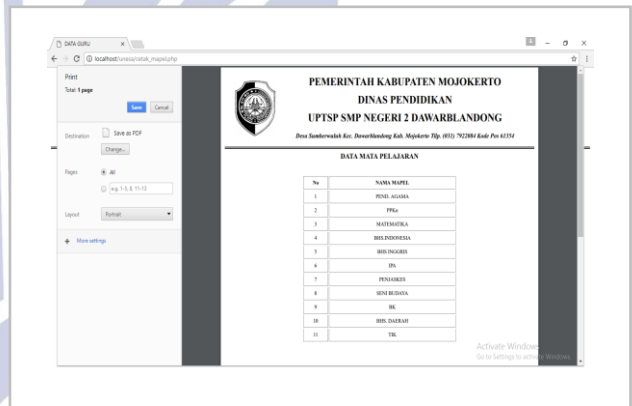 DATA GURU
localhost/unesa/cetak_mapel.php
Print
Total: 1 page
Save Cancel
Destination Save as PDF
Change...
Pages All
e.g. 1-5, 8, 11-13
Layout Portrait
+ More settings
PEMERINTAH KABUPATEN MOJOKERTO
DINAS PENDIDIKAN
UPTSP SMP NEGERI 2 DAWARBLANDONG
Desa Sumberwuluh Kec. Dawarblandong Kab. Mojokerto Tlp. (031) 7922084 Kode Pos 61354
DATA MATA PELAJARAN
No NAMA MAPEL
1 PEND. AGAMA
2 PPKn
3 MATEMATIKA
4 BHS.INDONESIA
5 BHS INGGRIS
6 IPA
7 PENJASKES
8 SENI BUDAYA
9 BK
10 BHS. DAERAH
11 TIK
Activate Windows
Go to Settings to activate Windows.